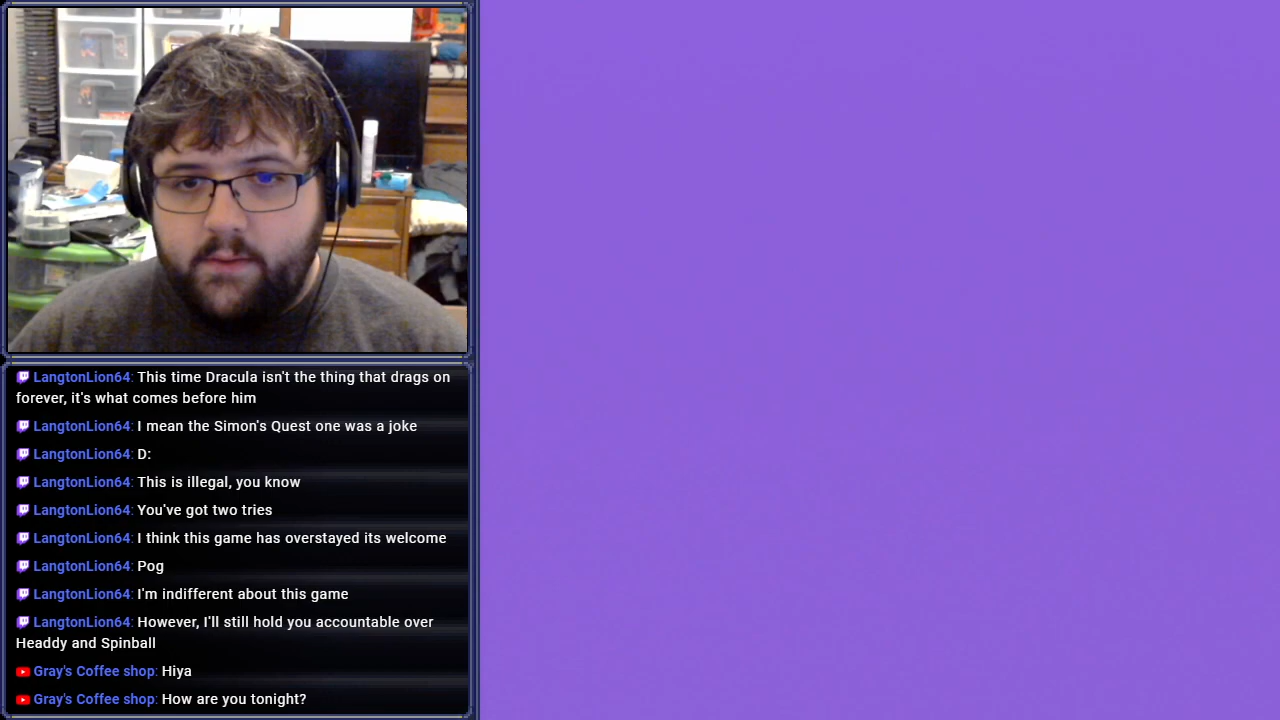 LangtonLion64: This time Dracula isn't the thing that drags on
forever, it's what comes before him
LangtonLion64: I mean the Simon's Quest one was a joke
LangtonLion64: D:
LangtonLion64: This is illegal, you know
LangtonLion64: You've got two tries
LangtonLion64: I think this game has overstayed its welcome
LangtonLion64: Pog
LangtonLion64: I'm indifferent about this game
LangtonLion64: However, I'll still hold you accountable over
Headdy and Spinball
Gray's Coffee shop: Hiya
Gray's Coffee shop: How are you tonight?